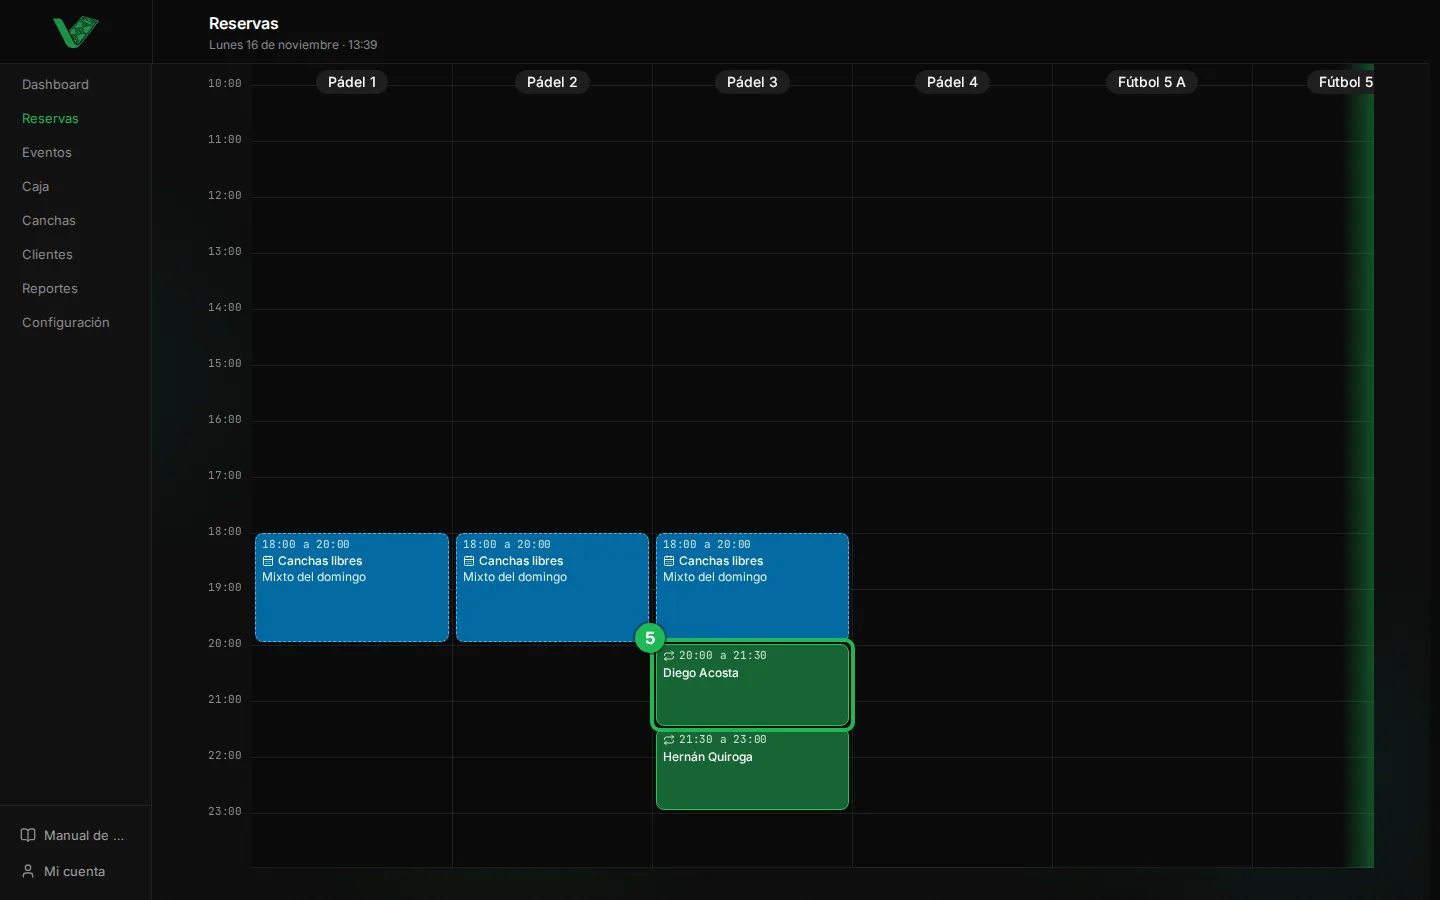 Reservas
Lunes 16 de noviembre · 13:39
Dashboard
Reservas
Eventos
Caja
Canchas
Clientes
Reportes
Configuración
Manual de ...
Mi cuenta
Pádel 1
Pádel 2
Pádel 3
Pádel 4
Fútbol 5 A
Fútbol 5
10:00
11:00
12:00
13:00
14:00
15:00
16:00
17:00
18:00
19:00
20:00
21:00
22:00
23:00
18:00 a 20:00
Canchas libres
Mixto del domingo
18:00 a 20:00
Canchas libres
Mixto del domingo
18:00 a 20:00
Canchas libres
Mixto del domingo
5
20:00 a 21:30
Diego Acosta
21:30 a 23:00
Hernán Quiroga